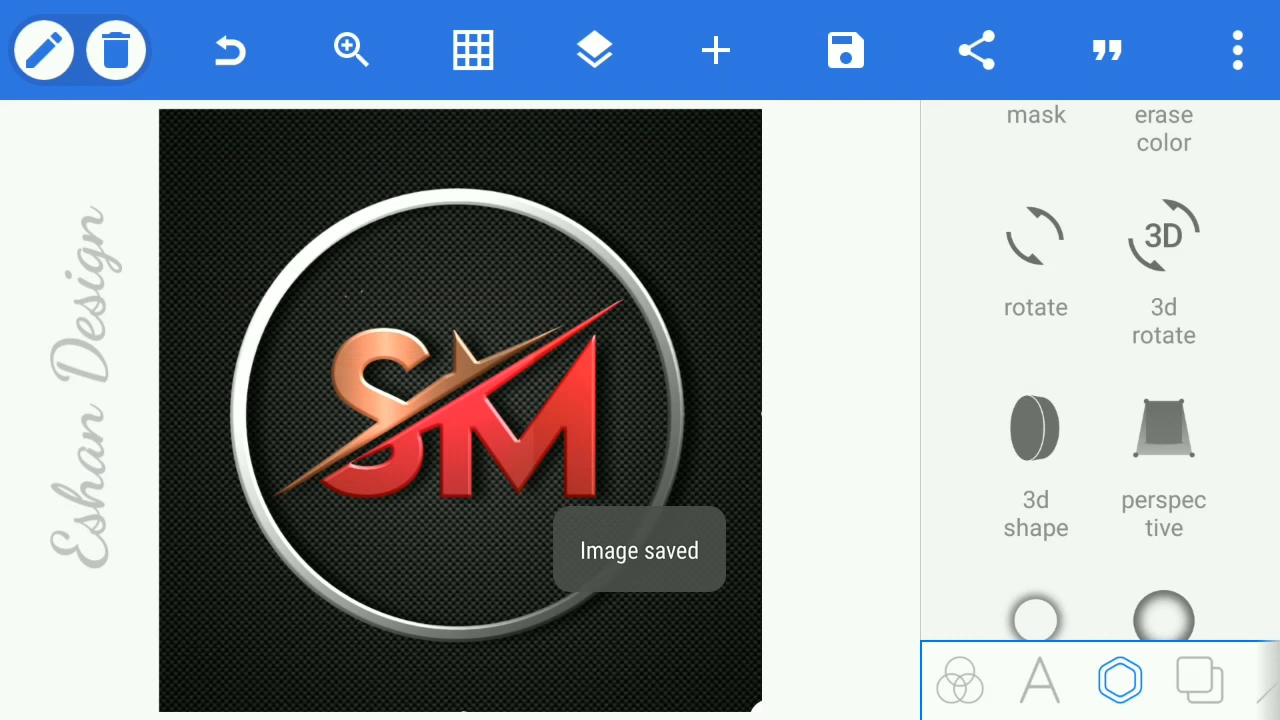 mask
erase
color
Eshan Design
3D
rotate
3d
rotate
SM
3d
shape
perspec
tive
Image saved
A